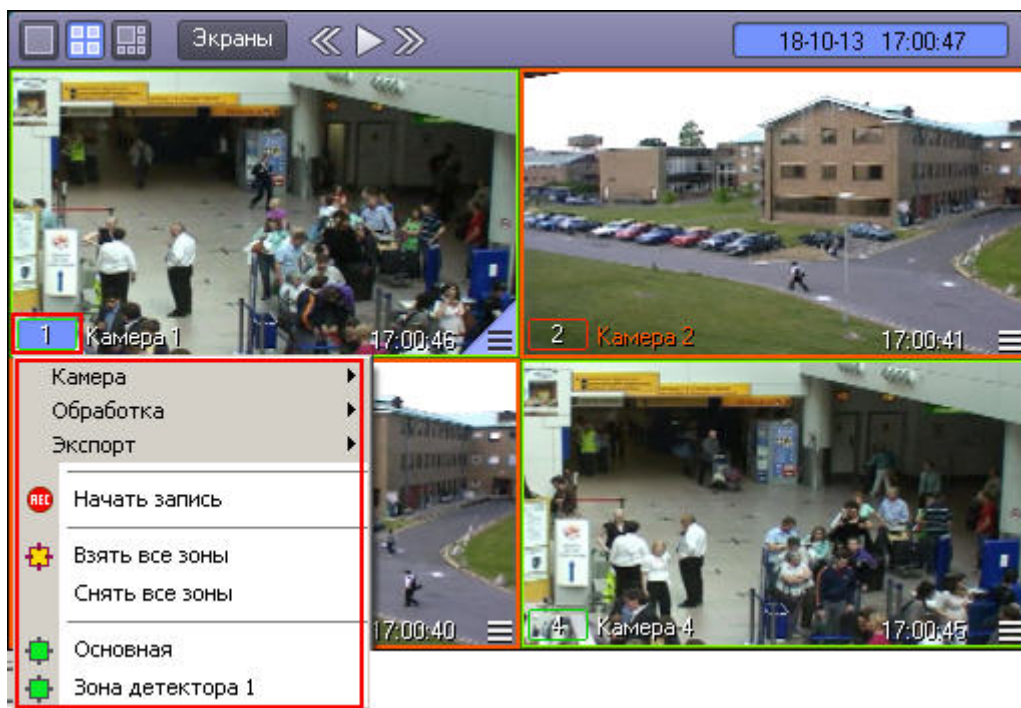 Экраны 18-10-13 17:00:47
1 Камера 1 17:00:46
2 Камера 2 17:00:41
Камера
Обработка
Экспорт
REC Начать запись
Взять все зоны
Снять все зоны
Основная
Зона детектора 1
17:00:40
4 Камера 4 17:00:45